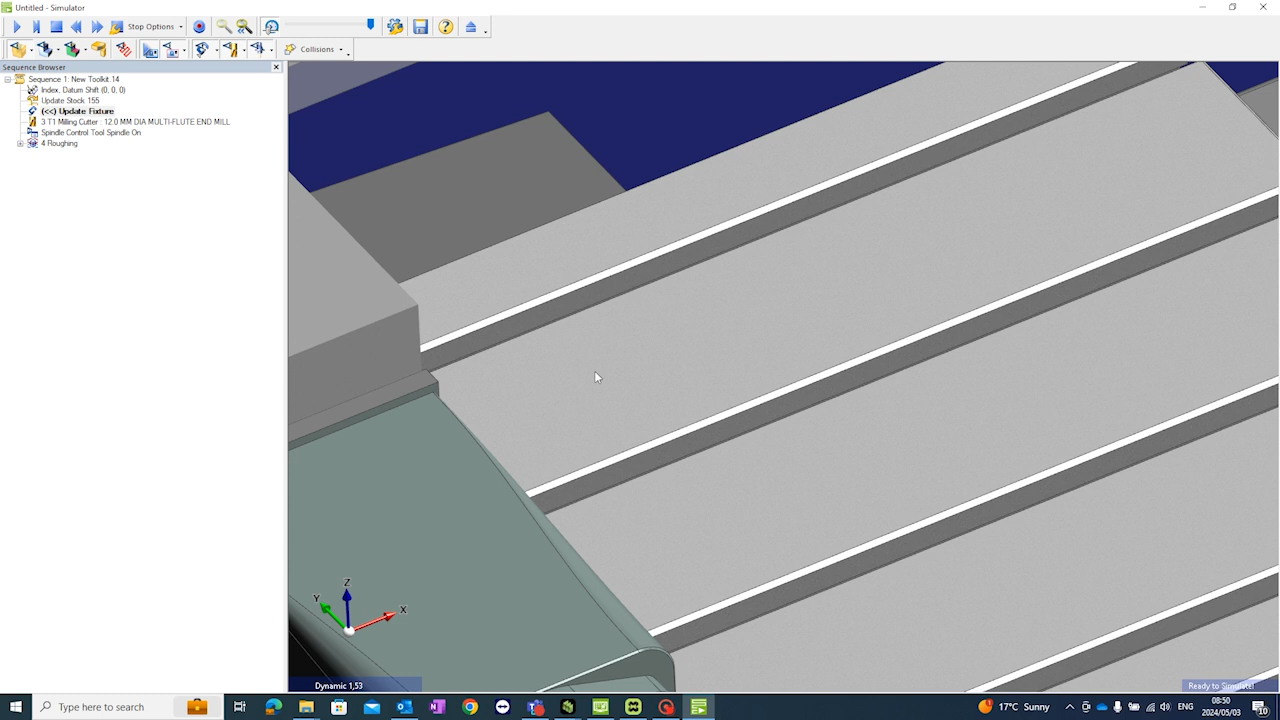 Untitled - Simulator
Stop Options
Collisions
Sequence Browser
Sequence 1: New Toolkit.14
Index, Datum Shift (0, 0, 0)
Update Stock 155
(<<) Update Fixture
3 T1 Milling Cutter : 12.0 MM DIA MULTI-FLUTE END MILL
Spindle Control Tool Spindle On
4 Roughing
Z
Y
X
Dynamic 1,53
Ready to Simulate!
Type here to search
17°C Sunny
ENG
08:50
2024/05/03
10